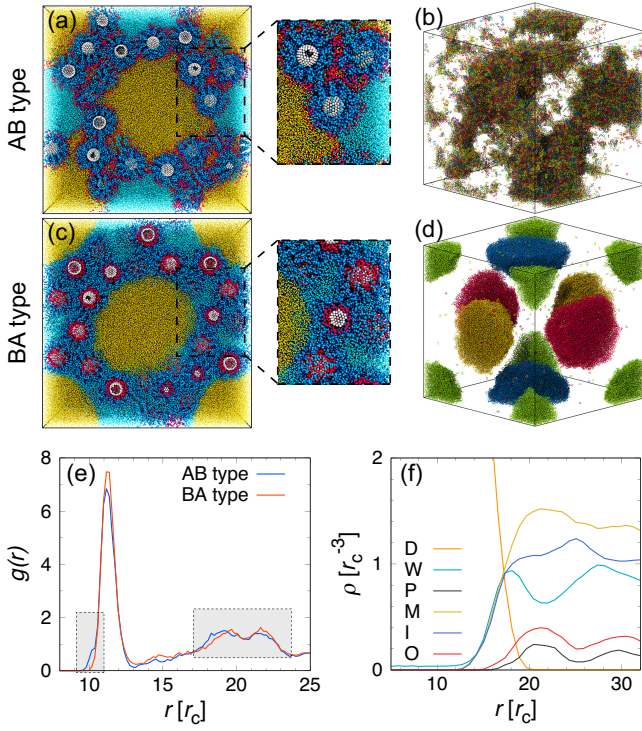 (a)
(b)
AB type
(c)
(d)
BA type
(e)
AB type
BA type
8
6
4
2
0
g(r)
10
15
20
25
r [rc]
(f)
2
1
0
ρ [rc-3]
D
W
P
M
I
O
10
20
30
r [rc]